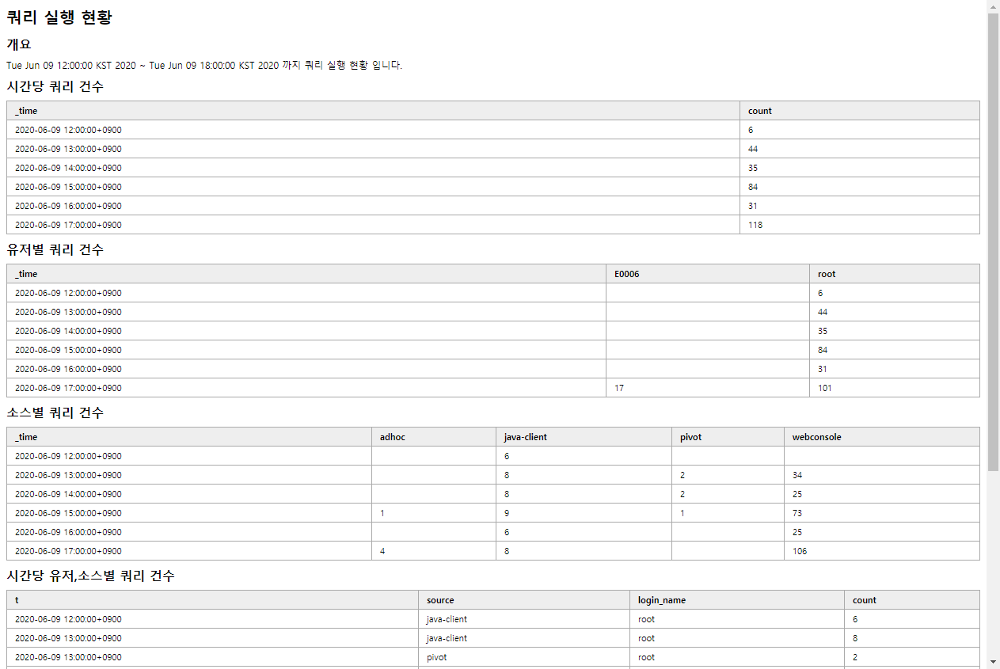 쿼리 실행 현황
개요
Tue Jun 09 12:00:00 KST 2020 ~ Tue Jun 09 18:00:00 KST 2020 까지 쿼리 실행 현황 입니다.
시간당 쿼리 건수
_time count
2020-06-09 12:00:00+0900 6
2020-06-09 13:00:00+0900 44
2020-06-09 14:00:00+0900 35
2020-06-09 15:00:00+0900 84
2020-06-09 16:00:00+0900 31
2020-06-09 17:00:00+0900 118
유저별 쿼리 건수
_time E0006 root
2020-06-09 12:00:00+0900 6
2020-06-09 13:00:00+0900 44
2020-06-09 14:00:00+0900 35
2020-06-09 15:00:00+0900 84
2020-06-09 16:00:00+0900 31
2020-06-09 17:00:00+0900 17 101
소스별 쿼리 건수
_time adhoc java-client pivot webconsole
2020-06-09 12:00:00+0900 6
2020-06-09 13:00:00+0900 8 2 34
2020-06-09 14:00:00+0900 8 2 25
2020-06-09 15:00:00+0900 1 9 1 73
2020-06-09 16:00:00+0900 6 25
2020-06-09 17:00:00+0900 4 8 106
시간당 유저,소스별 쿼리 건수
t source login_name count
2020-06-09 12:00:00+0900 java-client root 6
2020-06-09 13:00:00+0900 java-client root 8
2020-06-09 13:00:00+0900 pivot root 2